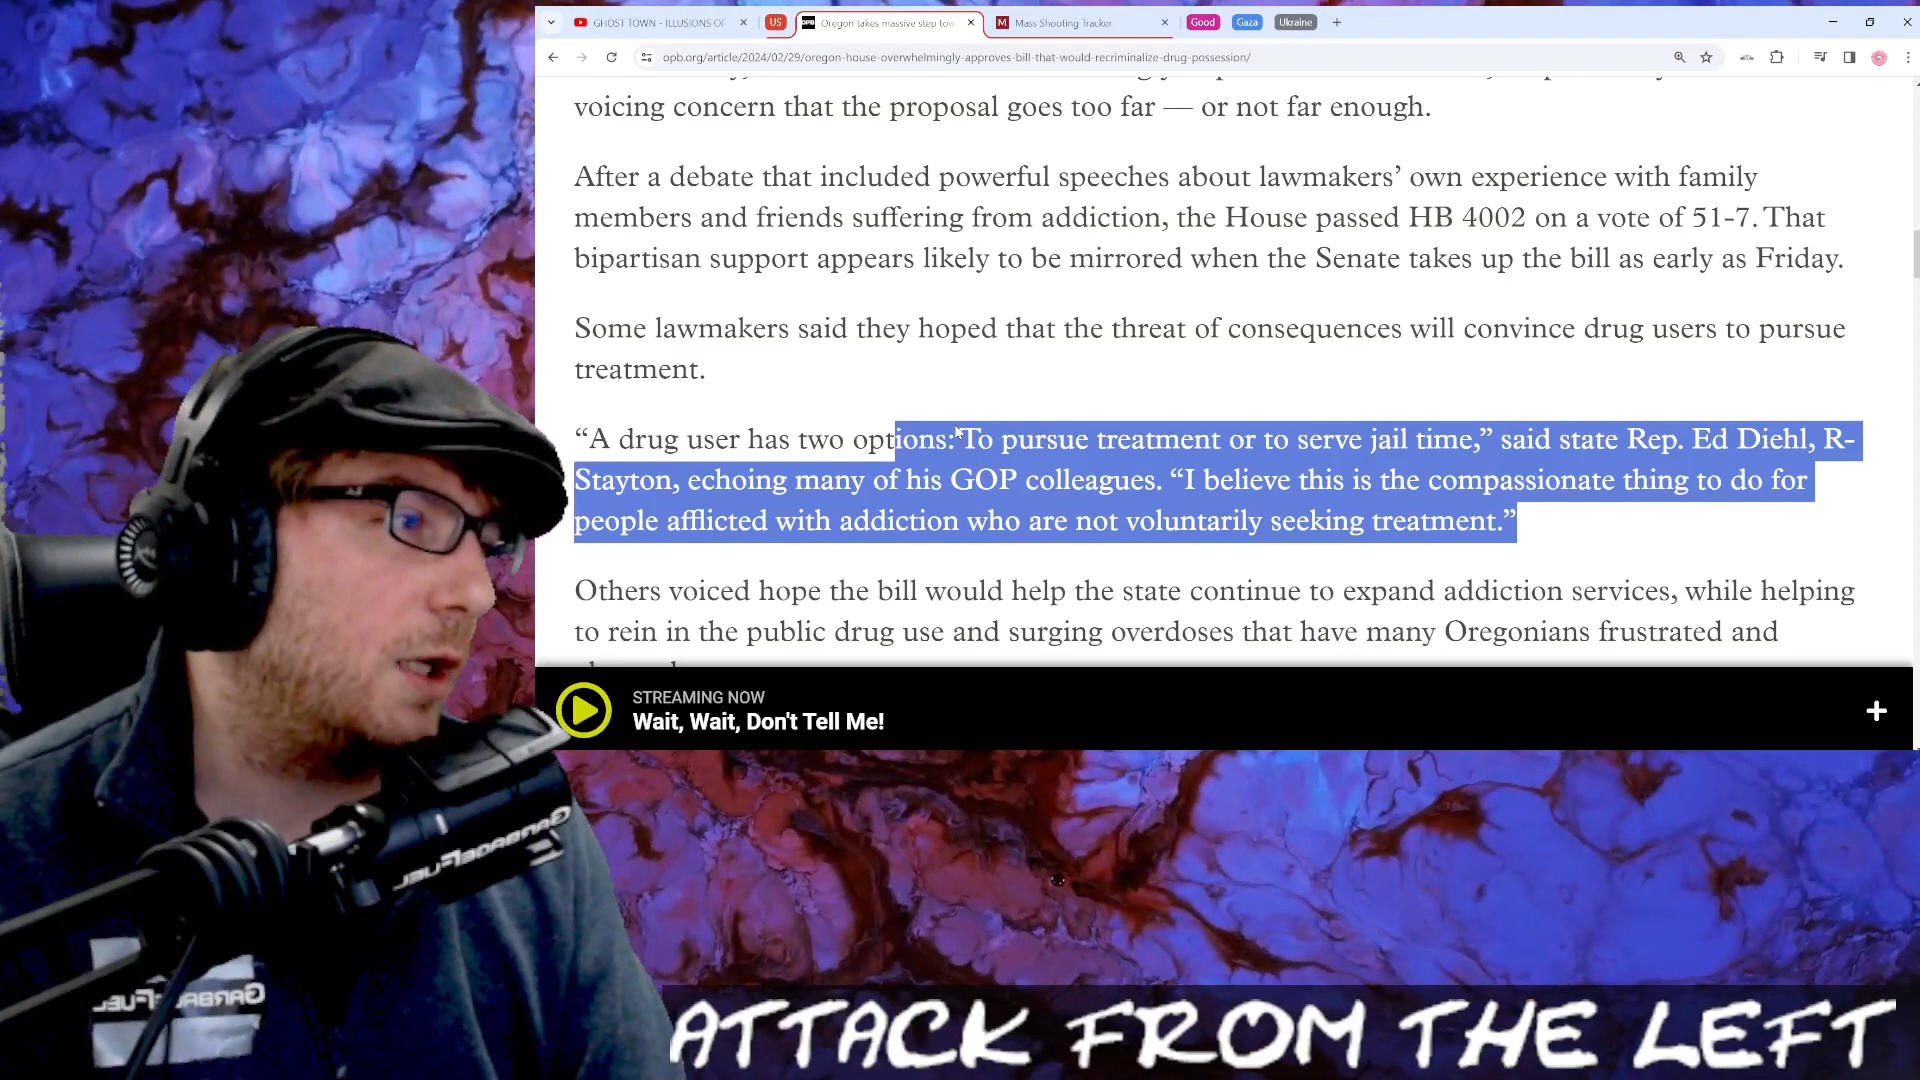 GHOST TOWN - ILLUSIONS OF
US
Oregon takes massive step tow
Mass Shooting Tracker
Good
Gaza
Ukraine
opb.org/article/2024/02/29/oregon-house-overwhelmingly-approves-bill-that-would-recriminalize-drug-possession/
voicing concern that the proposal goes too far — or not far enough.
After a debate that included powerful speeches about lawmakers’ own experience with family
members and friends suffering from addiction, the House passed HB 4002 on a vote of 51-7. That
bipartisan support appears likely to be mirrored when the Senate takes up the bill as early as Friday.
Some lawmakers said they hoped that the threat of consequences will convince drug users to pursue
treatment.
“A drug user has two options: To pursue treatment or to serve jail time,” said state Rep. Ed Diehl, R-
Stayton, echoing many of his GOP colleagues. “I believe this is the compassionate thing to do for
people afflicted with addiction who are not voluntarily seeking treatment.”
Others voiced hope the bill would help the state continue to expand addiction services, while helping
to rein in the public drug use and surging overdoses that have many Oregonians frustrated and
STREAMING NOW
Wait, Wait, Don't Tell Me!
GARBAGEFUEL
GARBAGEFUEL
ATTACK FROM THE LEFT